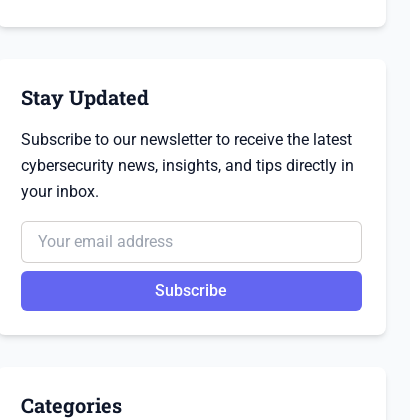 Stay Updated
Subscribe to our newsletter to receive the latest
cybersecurity news, insights, and tips directly in
your inbox.
Your email address
Subscribe
Categories